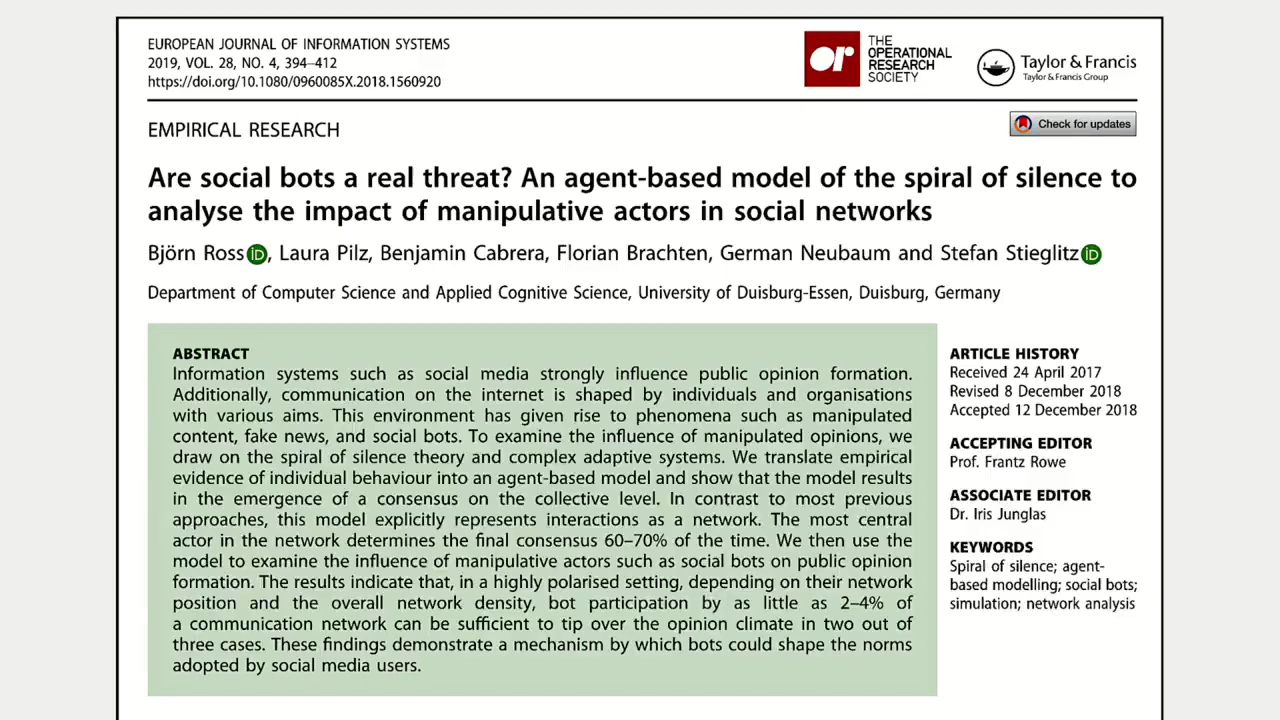 EUROPEAN JOURNAL OF INFORMATION SYSTEMS
2019, VOL. 28, NO. 4, 394–412
https://doi.org/10.1080/0960085X.2018.1560920
or
THE
OPERATIONAL
RESEARCH
SOCIETY
Taylor & Francis
Taylor & Francis Group
EMPIRICAL RESEARCH
Check for updates
Are social bots a real threat? An agent-based model of the spiral of silence to
analyse the impact of manipulative actors in social networks
Björn Ross iD, Laura Pilz, Benjamin Cabrera, Florian Brachten, German Neubaum and Stefan Stieglitz iD
Department of Computer Science and Applied Cognitive Science, University of Duisburg-Essen, Duisburg, Germany
ABSTRACT
Information systems such as social media strongly influence public opinion formation.
Additionally, communication on the internet is shaped by individuals and organisations
with various aims. This environment has given rise to phenomena such as manipulated
content, fake news, and social bots. To examine the influence of manipulated opinions, we
draw on the spiral of silence theory and complex adaptive systems. We translate empirical
evidence of individual behaviour into an agent-based model and show that the model results
in the emergence of a consensus on the collective level. In contrast to most previous
approaches, this model explicitly represents interactions as a network. The most central
actor in the network determines the final consensus 60–70% of the time. We then use the
model to examine the influence of manipulative actors such as social bots on public opinion
formation. The results indicate that, in a highly polarised setting, depending on their network
position and the overall network density, bot participation by as little as 2–4% of
a communication network can be sufficient to tip over the opinion climate in two out of
three cases. These findings demonstrate a mechanism by which bots could shape the norms
adopted by social media users.
ARTICLE HISTORY
Received 24 April 2017
Revised 8 December 2018
Accepted 12 December 2018
ACCEPTING EDITOR
Prof. Frantz Rowe
ASSOCIATE EDITOR
Dr. Iris Junglas
KEYWORDS
Spiral of silence; agent-
based modelling; social bots;
simulation; network analysis